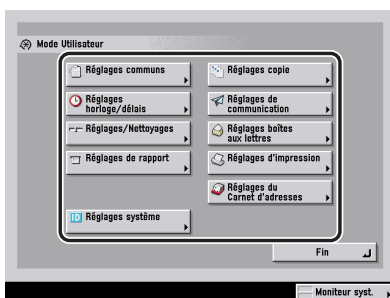 Mode Utilisateur
Réglages communs
Réglages copie
Réglages
horloge/délais
Réglages de
communication
Réglages/Nettoyages
Réglages boîtes
aux lettres
Réglages de rapport
Réglages d'impression
Réglages du
Carnet d'adresses
ID Réglages système
Fin
Moniteur syst.